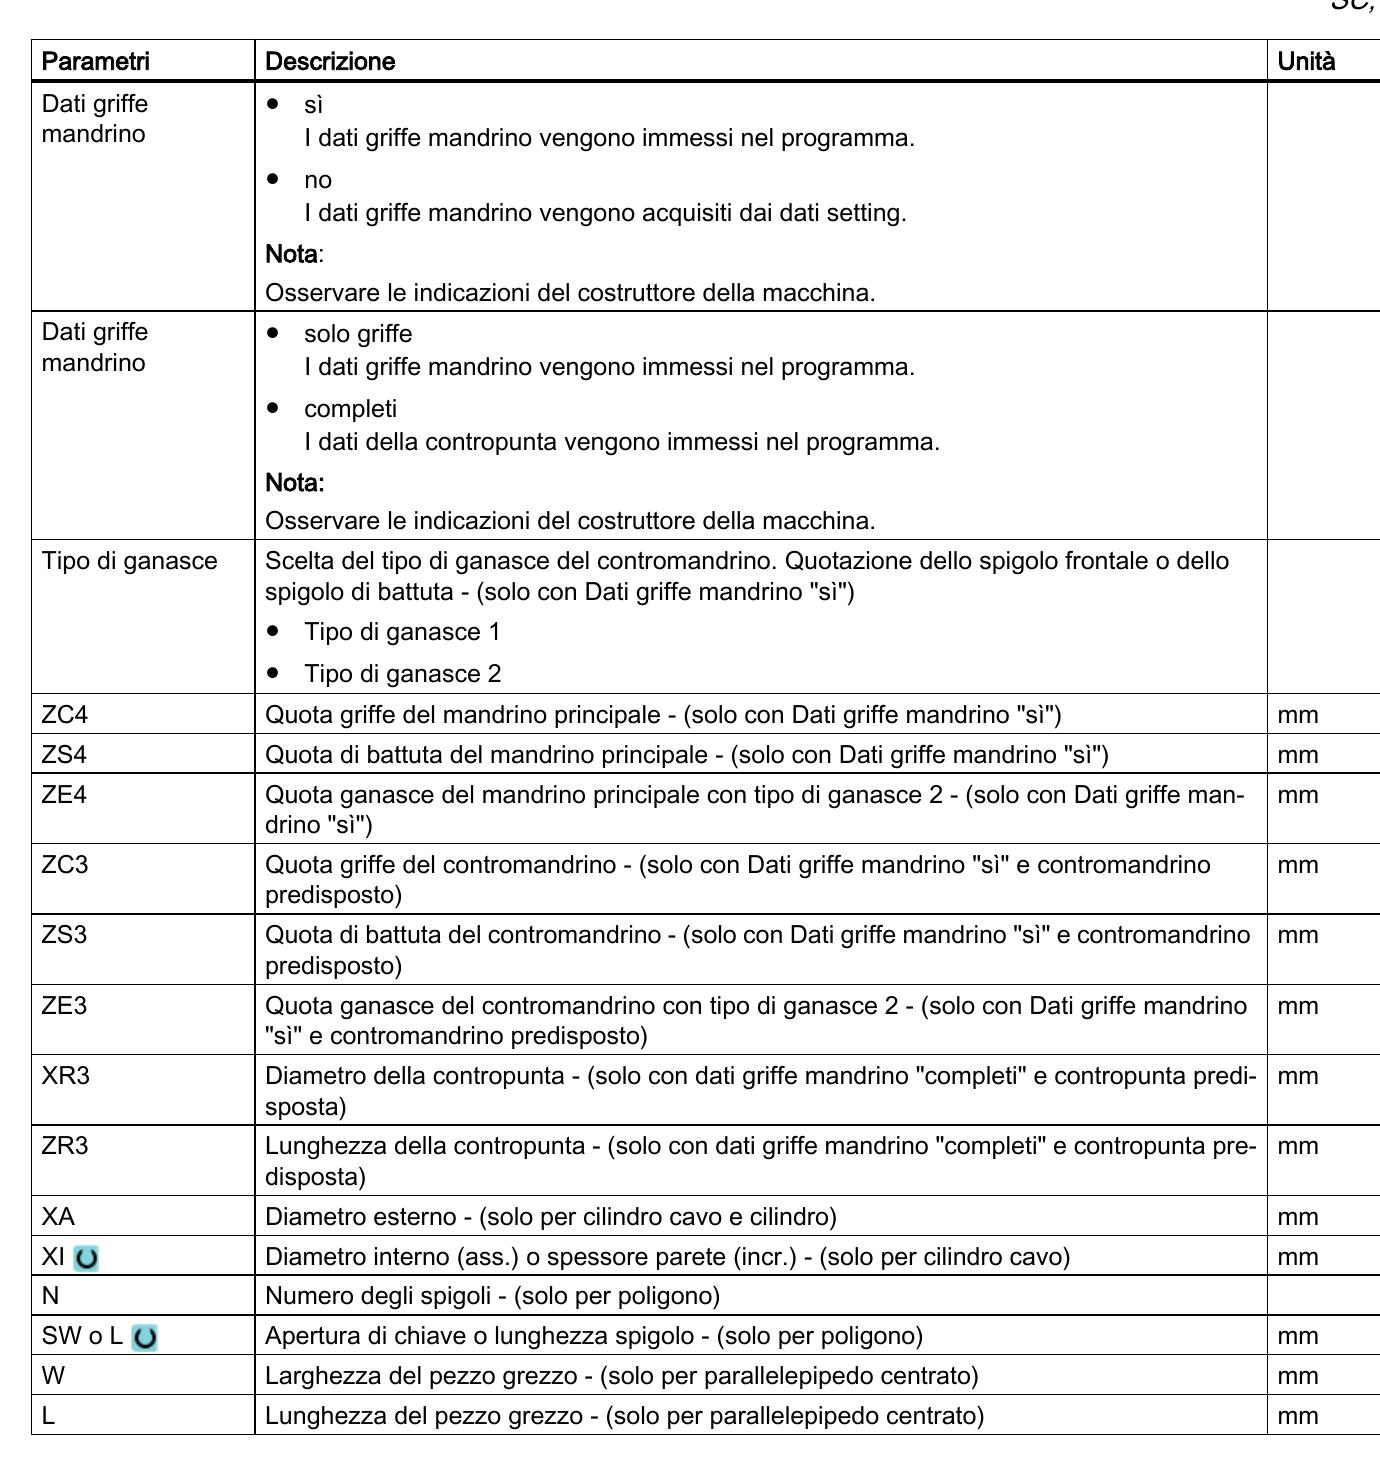 Parametri Descrizione Unità
Dati griffe
mandrino
● sì
I dati griffe mandrino vengono immessi nel programma.
● no
I dati griffe mandrino vengono acquisiti dai dati setting.
Nota:
Osservare le indicazioni del costruttore della macchina.
Dati griffe
mandrino
● solo griffe
I dati griffe mandrino vengono immessi nel programma.
● completi
I dati della contropunta vengono immessi nel programma.
Nota:
Osservare le indicazioni del costruttore della macchina.
Tipo di ganasce Scelta del tipo di ganasce del contromandrino. Quotazione dello spigolo frontale o dello
spigolo di battuta - (solo con Dati griffe mandrino "sì")
● Tipo di ganasce 1
● Tipo di ganasce 2
ZC4 Quota griffe del mandrino principale - (solo con Dati griffe mandrino "sì") mm
ZS4 Quota di battuta del mandrino principale - (solo con Dati griffe mandrino "sì") mm
ZE4 Quota ganasce del mandrino principale con tipo di ganasce 2 - (solo con Dati griffe man- mm
drino "sì")
ZC3 Quota griffe del contromandrino - (solo con Dati griffe mandrino "sì" e contromandrino mm
predisposto)
ZS3 Quota di battuta del contromandrino - (solo con Dati griffe mandrino "sì" e contromandrino mm
predisposto)
ZE3 Quota ganasce del contromandrino con tipo di ganasce 2 - (solo con Dati griffe mandrino mm
"sì" e contromandrino predisposto)
XR3 Diametro della contropunta - (solo con dati griffe mandrino "completi" e contropunta predi- mm
sposta)
ZR3 Lunghezza della contropunta - (solo con dati griffe mandrino "completi" e contropunta pre- mm
disposta)
XA Diametro esterno - (solo per cilindro cavo e cilindro) mm
XI Diametro interno (ass.) o spessore parete (incr.) - (solo per cilindro cavo) mm
N Numero degli spigoli - (solo per poligono)
SW o L Apertura di chiave o lunghezza spigolo - (solo per poligono) mm
W Larghezza del pezzo grezzo - (solo per parallelepipedo centrato) mm
L Lunghezza del pezzo grezzo - (solo per parallelepipedo centrato) mm